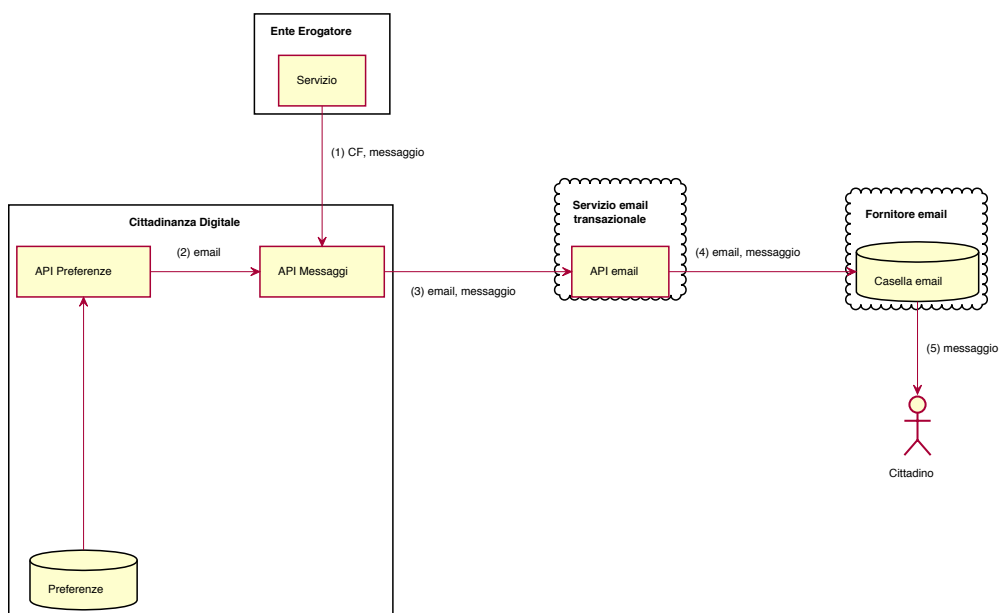 Ente Erogatore
Servizio
(1) CF, messaggio
Cittadinanza Digitale
API Preferenze
(2) email
API Messaggi
(3) email, messaggio
Servizio email
transazionale
API email
(4) email, messaggio
Fornitore email
Casella email
(5) messaggio
Cittadino
Preferenze